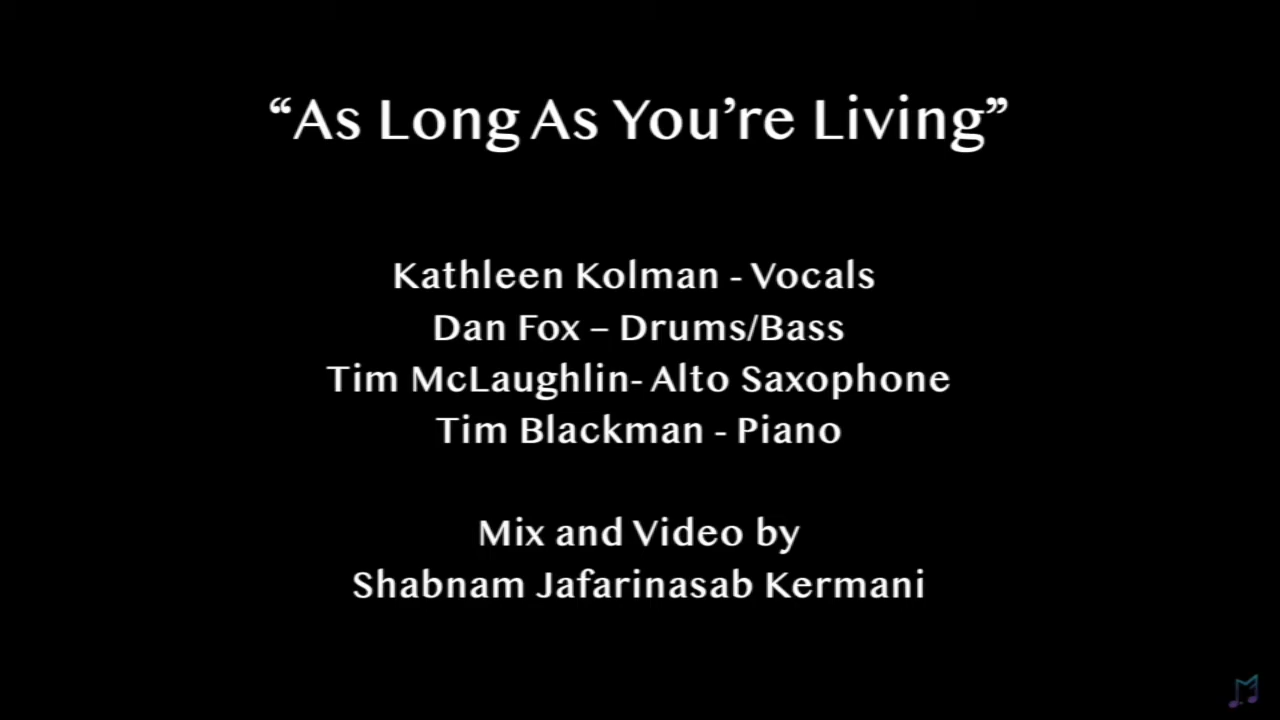 “As Long As You’re Living”
Kathleen Kolman - Vocals
Dan Fox – Drums/Bass
Tim McLaughlin- Alto Saxophone
Tim Blackman - Piano
Mix and Video by
Shabnam Jafarinasab Kermani